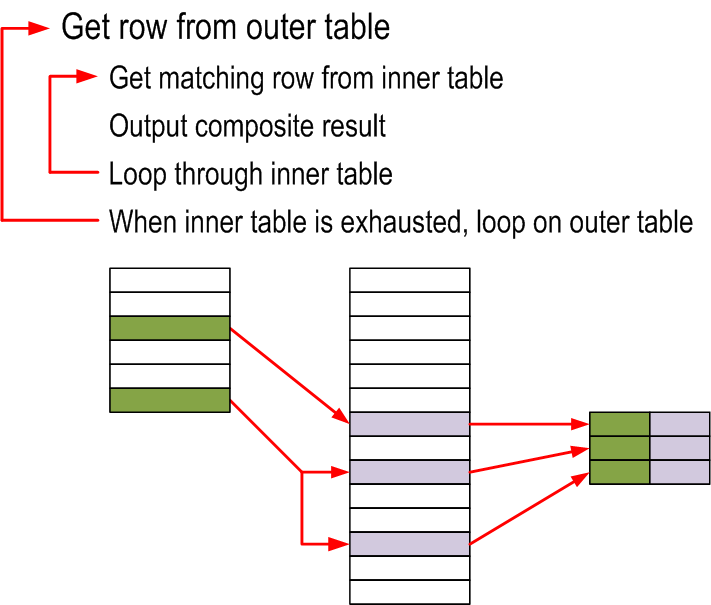 Get row from outer table
Get matching row from inner table
Output composite result
Loop through inner table
When inner table is exhausted, loop on outer table